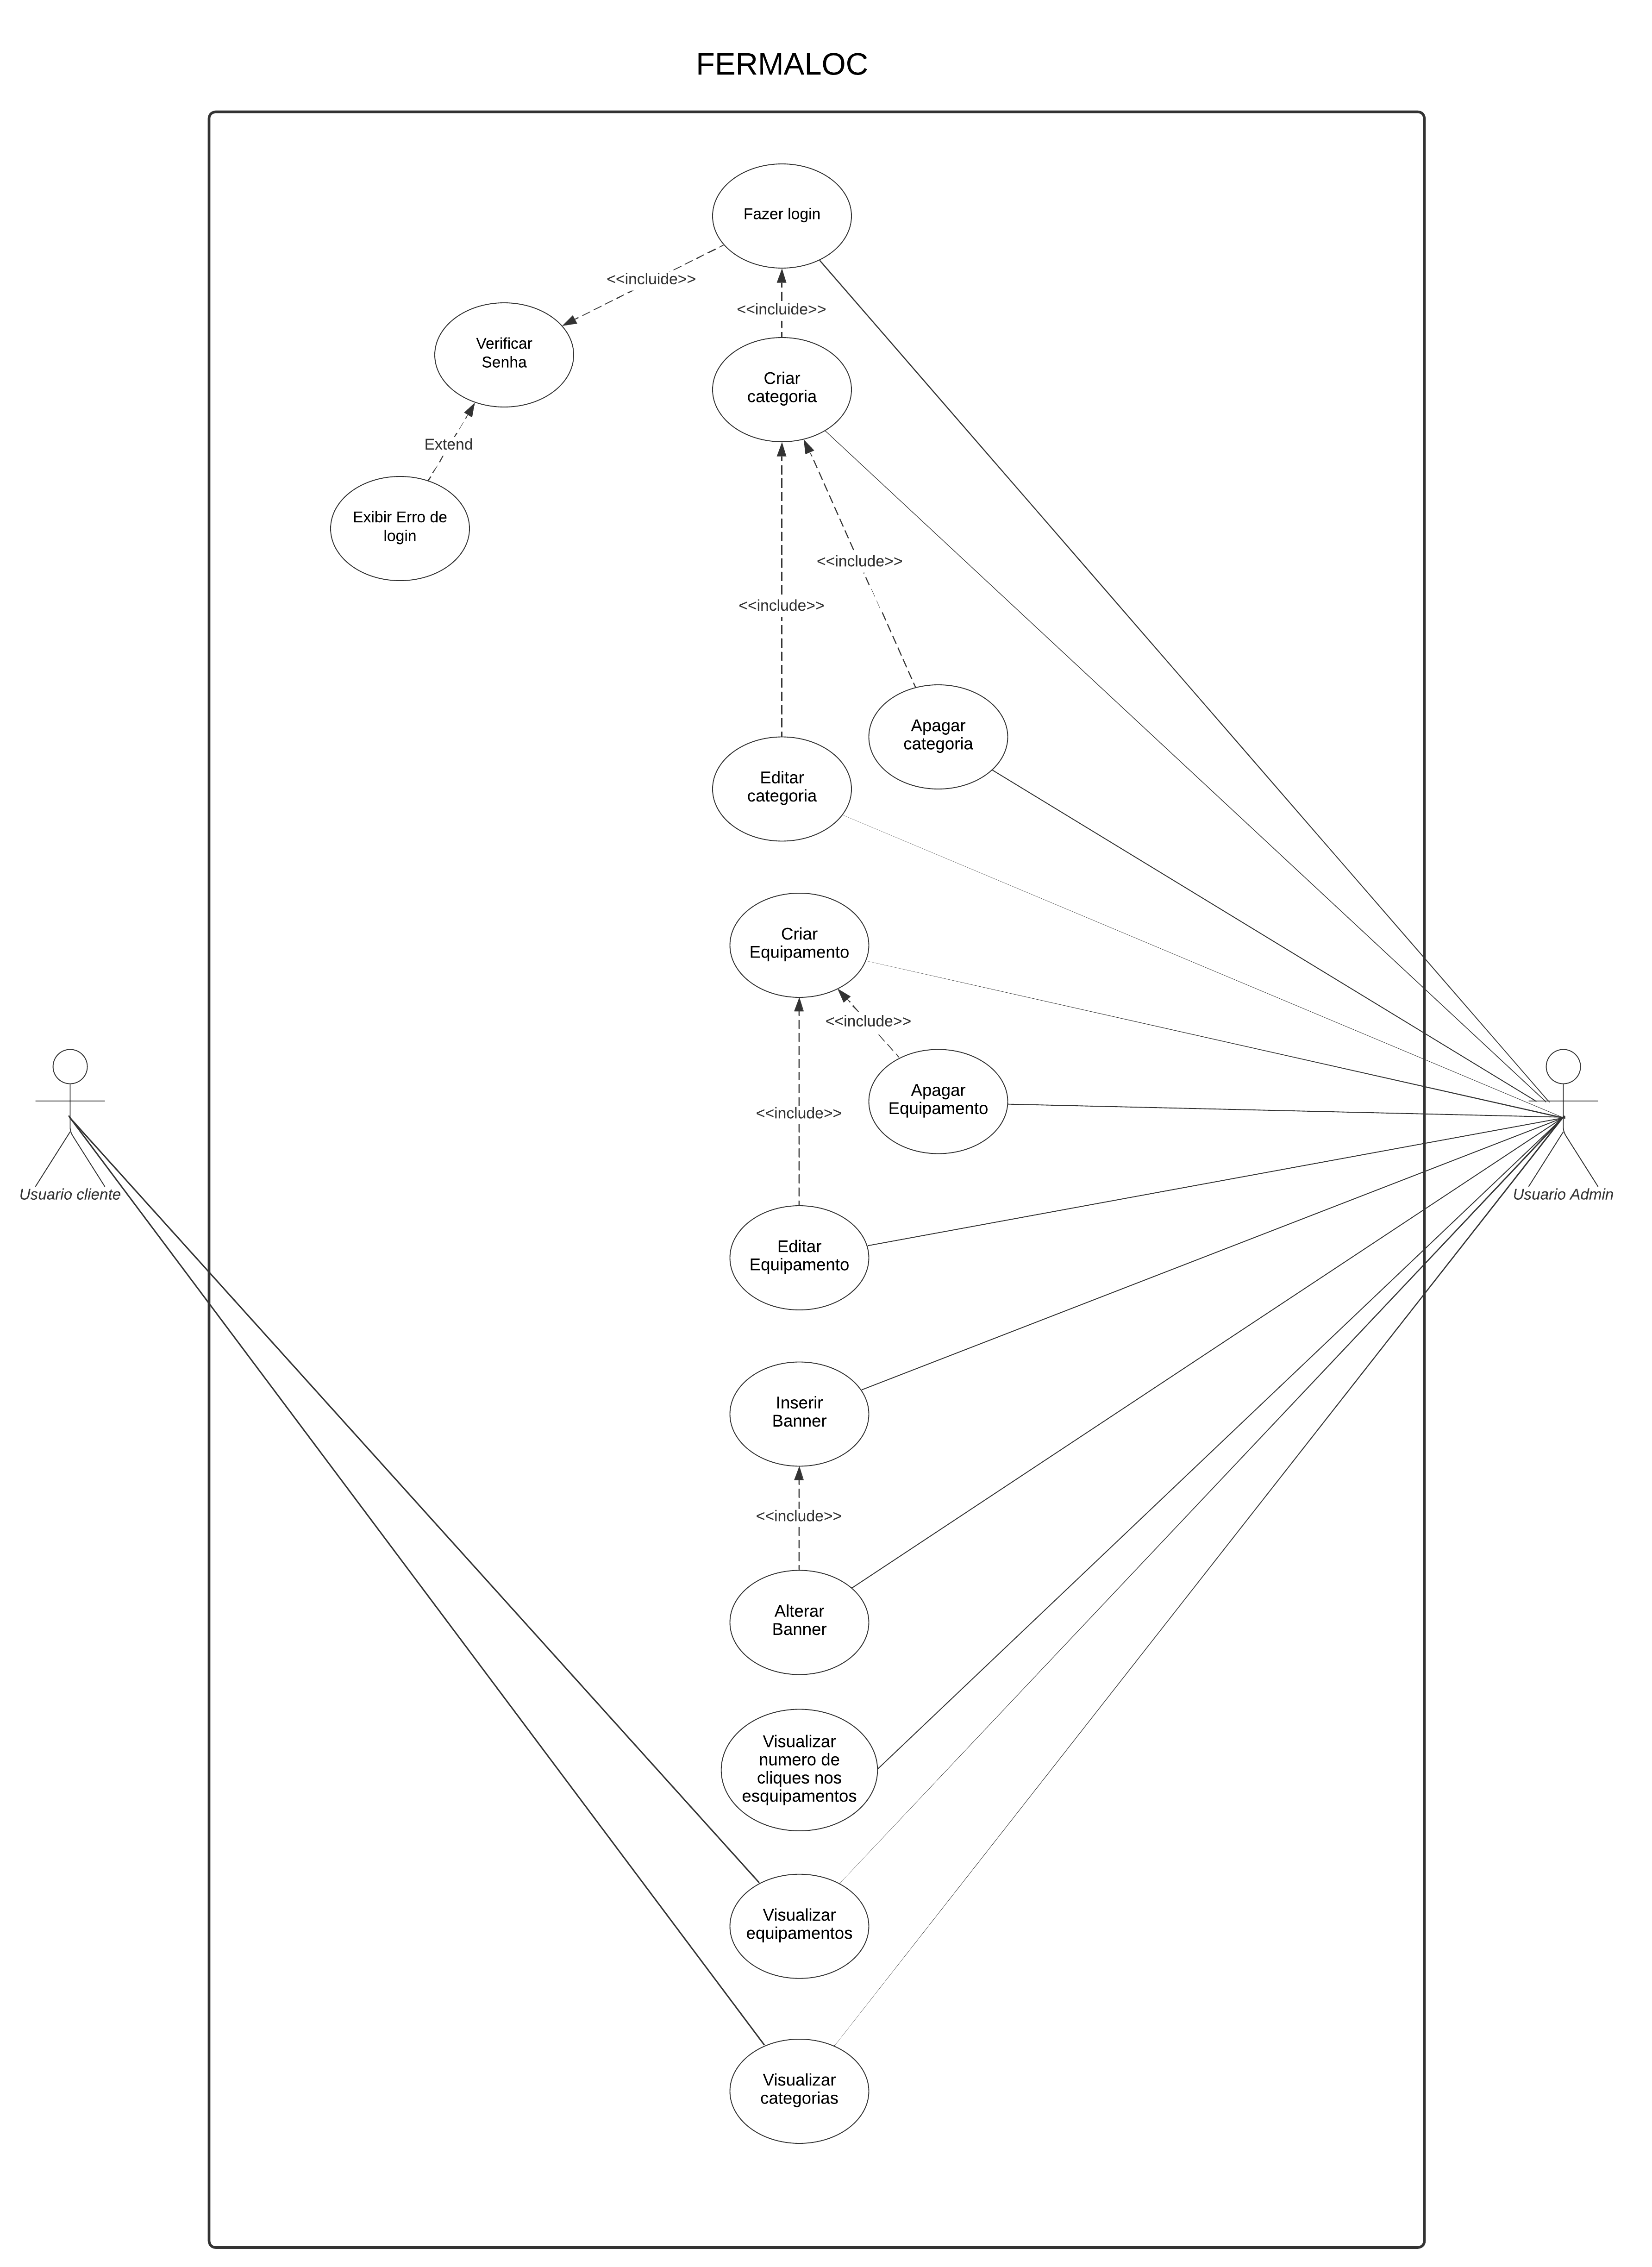 FERMALOC
Fazer login
<<incluide>>
<<incluide>>
Verificar
Senha
Criar
categoria
Extend
Exibir Erro de
login
<<include>>
<<include>>
Apagar
categoria
Editar
categoria
Criar
Equipamento
<<include>>
Apagar
Equipamento
<<include>>
Usuario cliente
Usuario Admin
Editar
Equipamento
Inserir
Banner
<<include>>
Alterar
Banner
Visualizar
numero de
cliques nos
esquipamentos
Visualizar
equipamentos
Visualizar
categorias